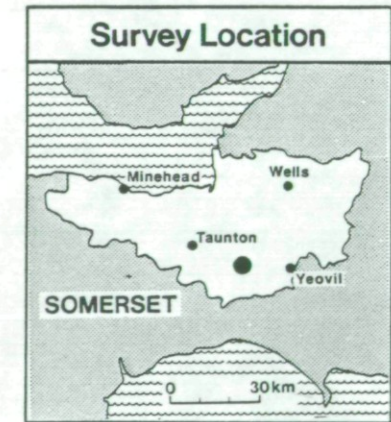 Survey Location
Minehead
Wells
Taunton
Yeovil
SOMERSET
0 30km